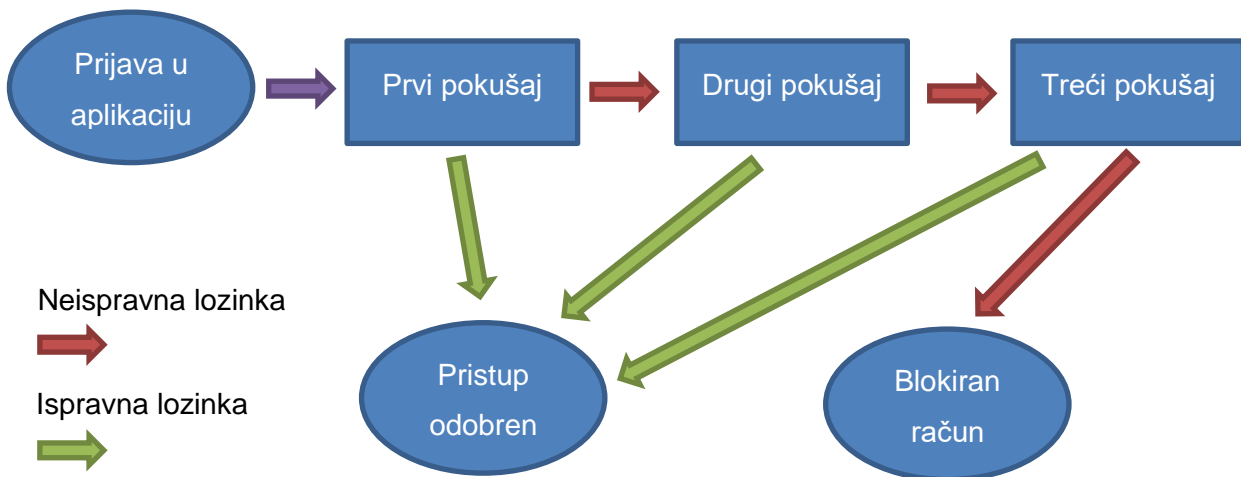 Prijava u
aplikaciju
Prvi pokušaj
Drugi pokušaj
Treći pokušaj
Neispravna lozinka
Ispravna lozinka
Pristup
odobren
Blokiran
račun